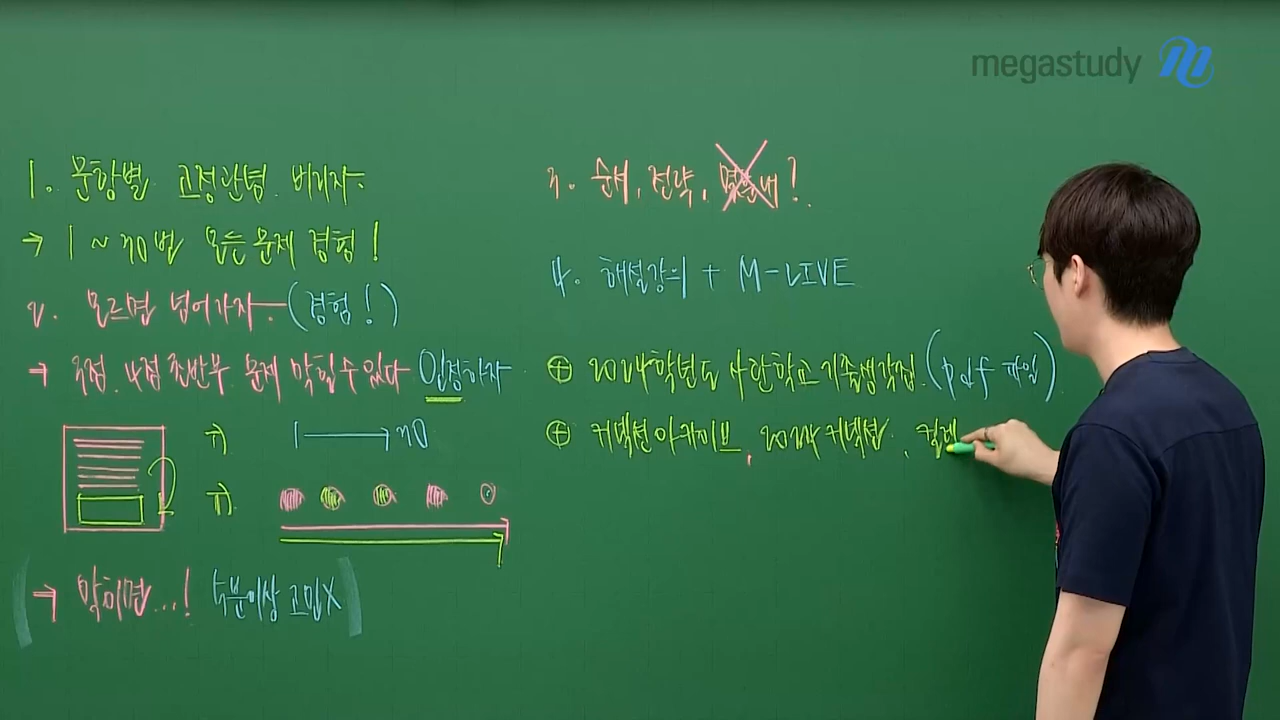 megastudy
1. 문항별 고정관념 버리자.
→ 1 ~ 30번 모든 문제 경험!
2. 모르면 넘어가자. (경험!)
→ 3점, 4점 초반부 문제 막힐 수 있다 인정하자
i) 1 → 30
ii)
→ 막히면...! 5분이상 고민X
3. 순서, 전략,
4. 해설강의 + M-LIVE
⊕ 2024학년도 사관학교 기출생각집 (pdf 파일)
⊕ 커넥션 아카이브, 2024 커넥션, 컬렉